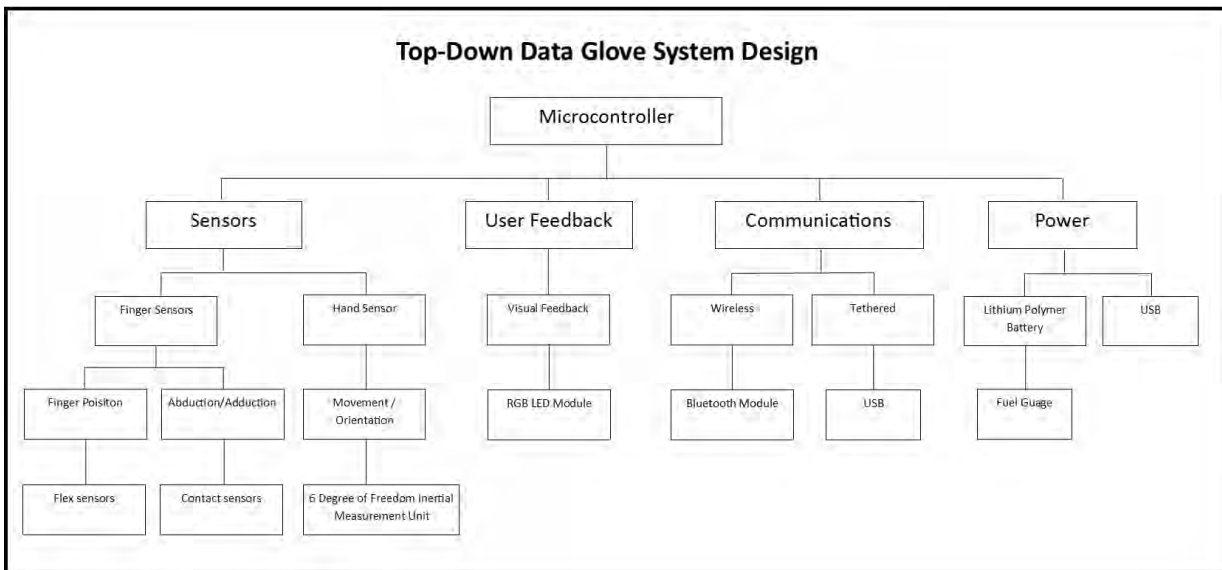 Top-Down Data Glove System Design
Microcontroller
Sensors
User Feedback
Communications
Power
Finger Sensors
Hand Sensor
Visual Feedback
Wireless
Tethered
Lithium Polymer
Battery
USB
Finger Poisiton
Abduction/Adduction
Movement /
Orientation
RGB LED Module
Bluetooth Module
USB
Fuel Guage
Flex sensors
Contact sensors
6 Degree of Freedom Inertial
Measurement Unit